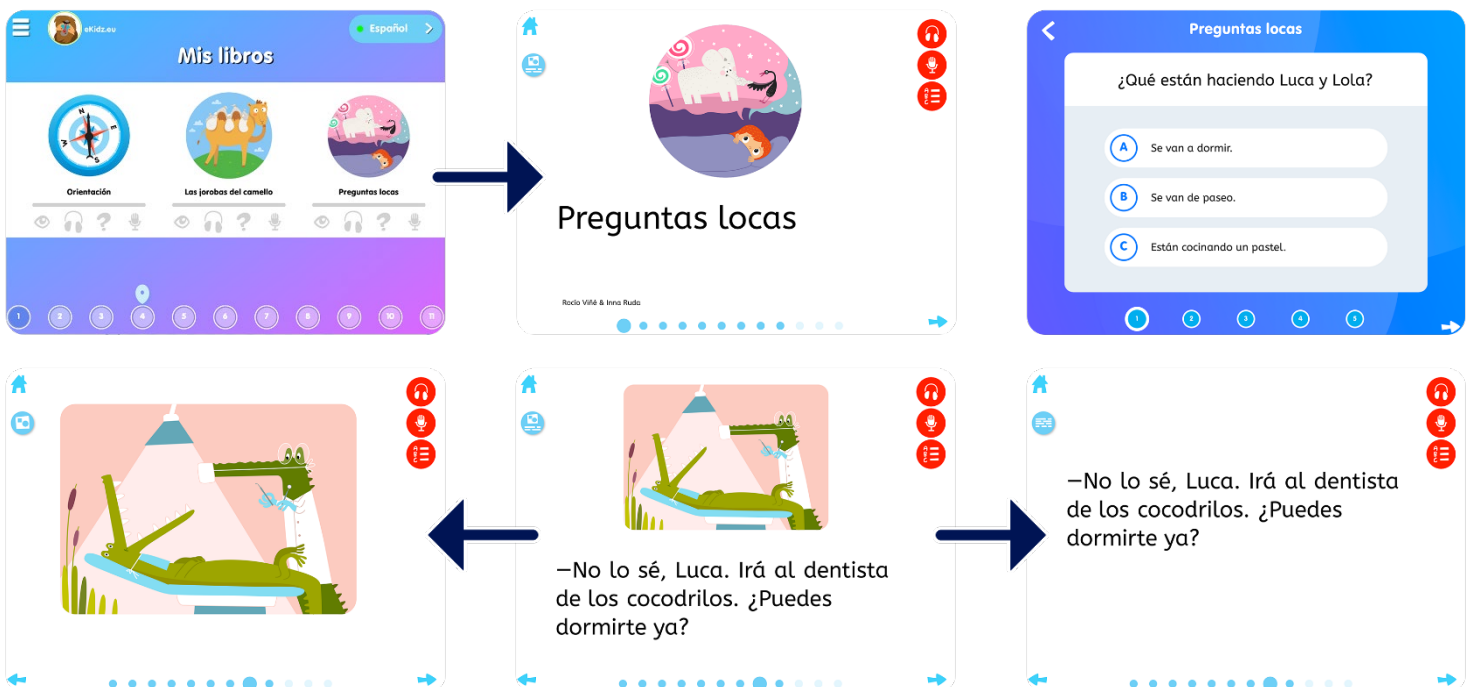 eKidz.eu
Español
Mis libros
N
E
S
W
Orientación
Las jorobas del camello
Preguntas locas
1 2 3 4 5 6 7 8 9 10 11
Preguntas locas
Rocío Viñé & Inna Ruda
A
B
C
Preguntas locas
¿Qué están haciendo Luca y Lola?
A Se van a dormir.
B Se van de paseo.
C Están cocinando un pastel.
1 2 3 4 5
A
B
C
—No lo sé, Luca. Irá al dentista
de los cocodrilos. ¿Puedes
dormirte ya?
A
B
C
—No lo sé, Luca. Irá al dentista
de los cocodrilos. ¿Puedes
dormirte ya?
A
B
C